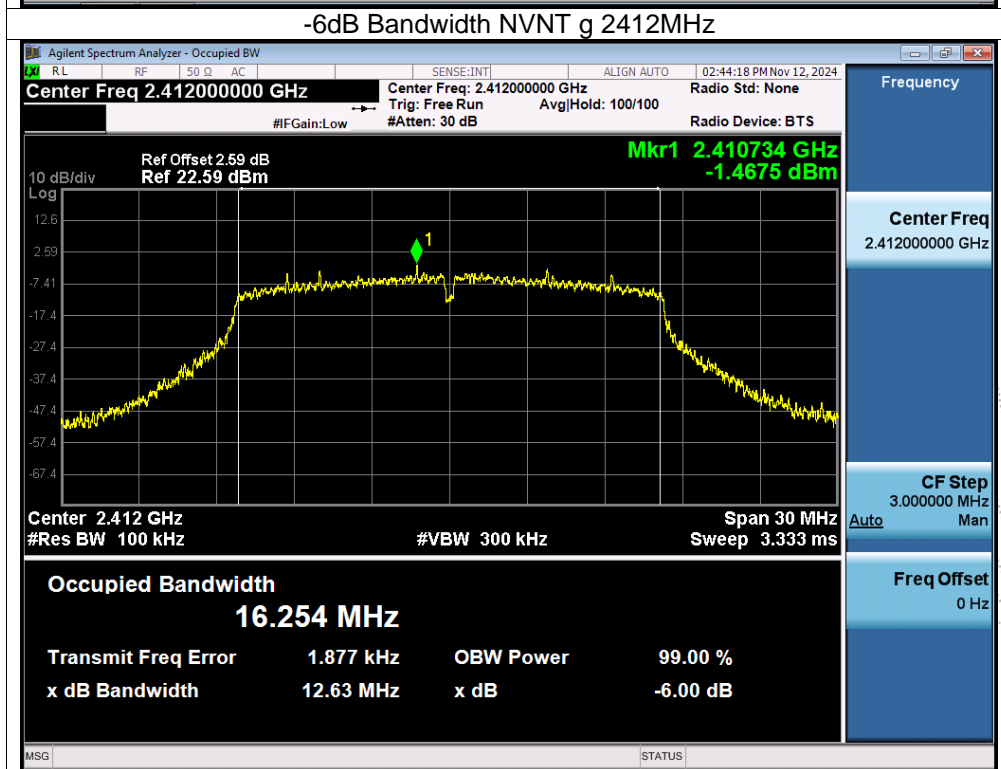 -6dB Bandwidth NVNT g 2412MHz
Agilent Spectrum Analyzer - Occupied BW
LXI RL RF 50 Ω AC SENSE:INT ALIGN AUTO 02:44:18 PM Nov 12, 2024
Center Freq 2.412000000 GHz Center Freq: 2.412000000 GHz Radio Std: None
Trig: Free Run Avg|Hold: 100/100
#IFGain:Low #Atten: 30 dB Radio Device: BTS
Frequency
Mkr1 2.410734 GHz
-1.4675 dBm
Ref Offset 2.59 dB
10 dB/div Ref 22.59 dBm
Log
12.6
2.59
-7.41
-17.4
-27.4
-37.4
-47.4
-57.4
-67.4
1
Center 2.412 GHz Span 30 MHz
#Res BW 100 kHz #VBW 300 kHz Sweep 3.333 ms
Occupied Bandwidth
16.254 MHz
Transmit Freq Error 1.877 kHz OBW Power 99.00 %
x dB Bandwidth 12.63 MHz x dB -6.00 dB
Center Freq
2.412000000 GHz
CF Step
3.000000 MHz
Auto Man
Freq Offset
0 Hz
MSG STATUS